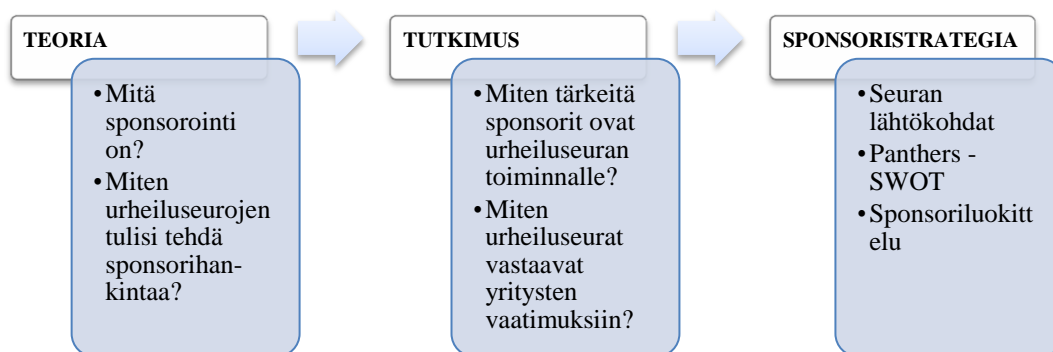 TEORIA
• Mitä
sponsorointi
on?
• Miten
urheiluseurojen
tulisi tehdä
sponsorihan-
kintaa?
TUTKIMUS
• Miten tärkeitä
sponsorit ovat
urheiluseuran
toiminnalle?
• Miten
urheiluseurat
vastaavat
yritysten
vaatimuksiin?
SPONSORISTRATEGIA
• Seuran
lähtökohdat
• Panthers -
SWOT
• Sponsoriluokitt
elu